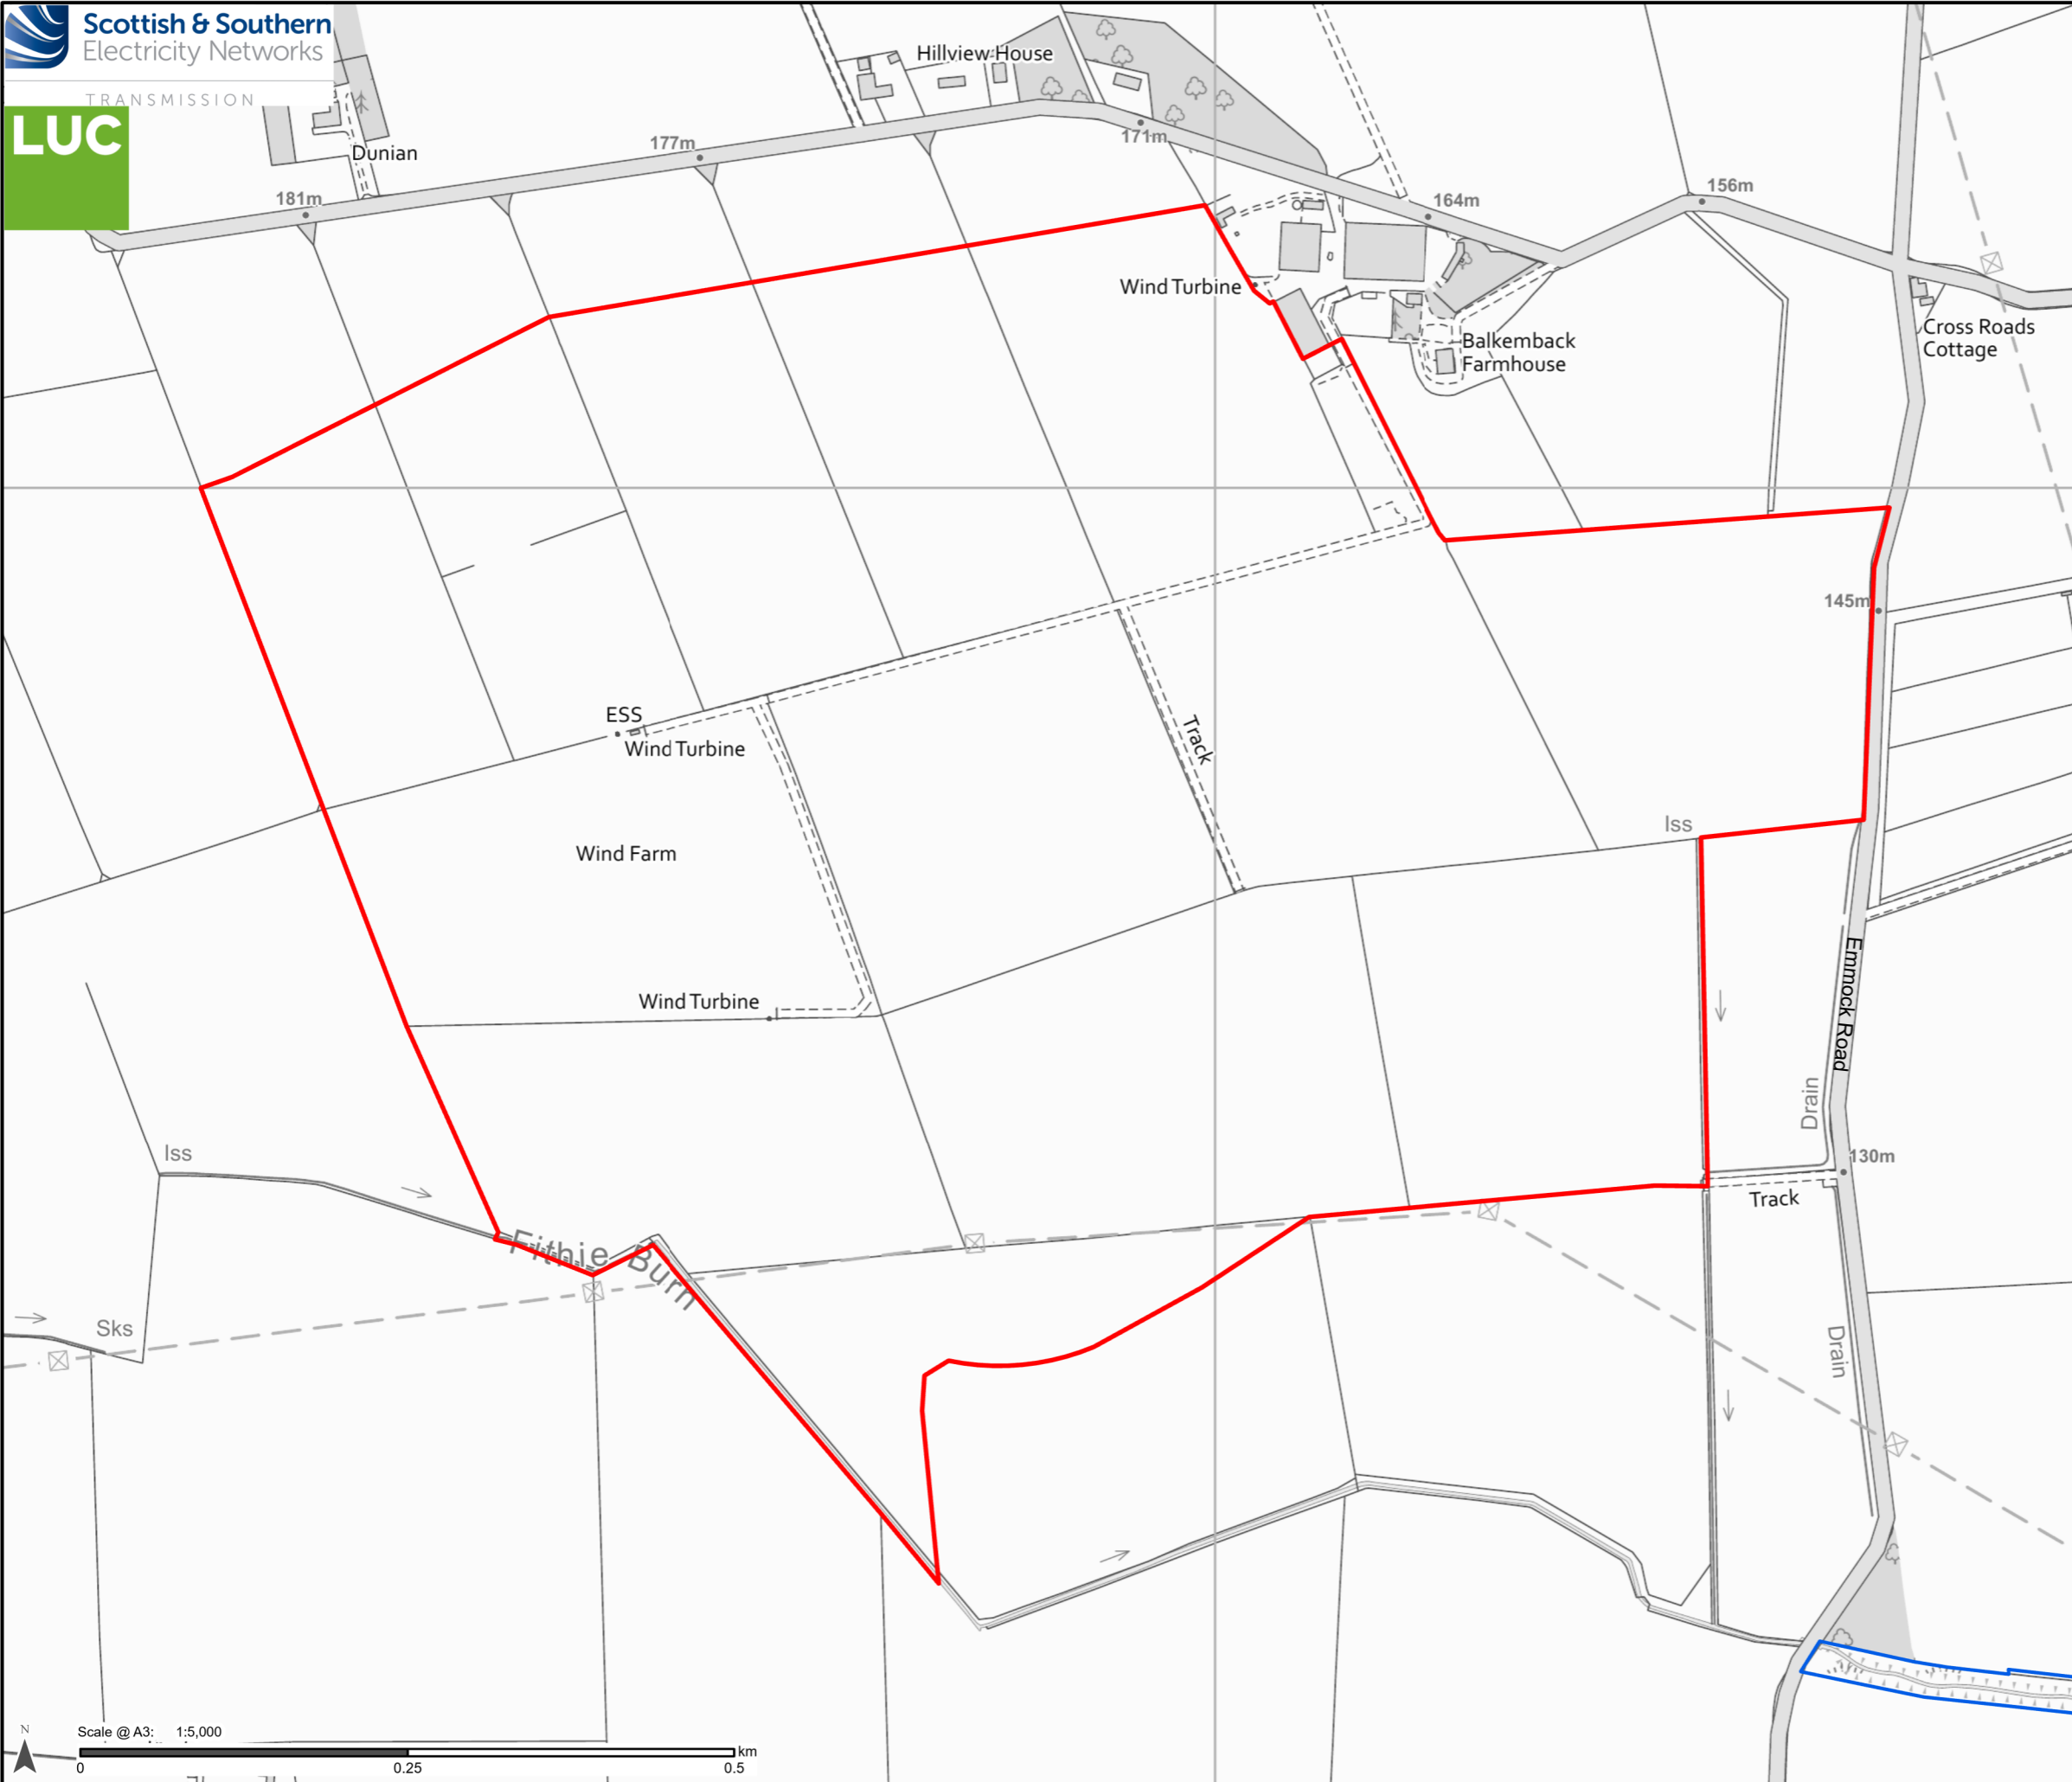 Scottish & Southern
Electricity Networks
TRANSMISSION
LUC
Hillview House
Dunian
177m
171m
181m
164m
156m
Wind Turbine
Balkemback
Farmhouse
Cross Roads
Cottage
145m
Track
ESS
Wind Turbine
Iss
Wind Farm
Emmock Road
Wind Turbine
Drain
Iss
130m
Track
Fithie Burn
Sks
Drain
N
Scale @ A3: 1:5,000
km
0
0.25
0.5